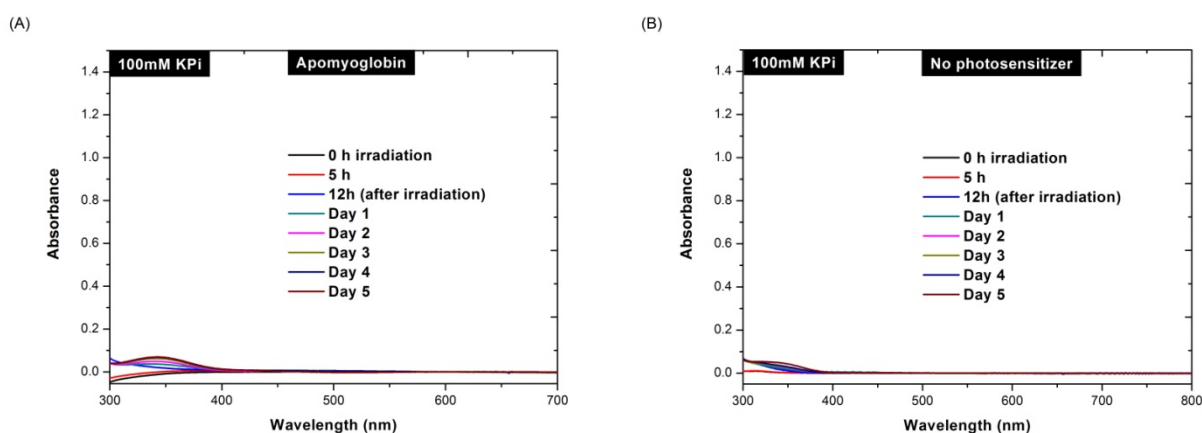 (A)
100mM KPi
Apomyoglobin
0 h irradiation
5 h
12h (after irradiation)
Day 1
Day 2
Day 3
Day 4
Day 5
Absorbance
1.4
1.2
1.0
0.8
0.6
0.4
0.2
0.0
300
400
500
600
700
Wavelength (nm)
(B)
100mM KPi
No photosensitizer
0 h irradiation
5 h
12h (after irradiation)
Day 1
Day 2
Day 3
Day 4
Day 5
Absorbance
1.4
1.2
1.0
0.8
0.6
0.4
0.2
0.0
300
400
500
600
700
800
Wavelength (nm)